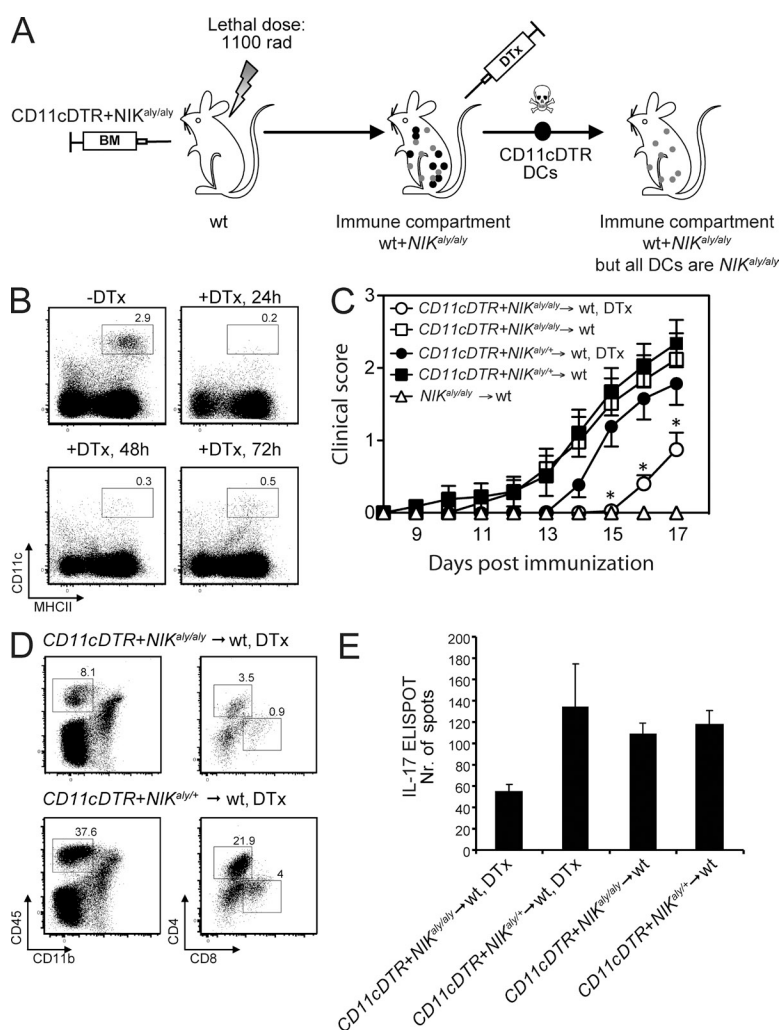 A
Lethal dose:
1100 rad
CD11cDTR+NIKaly/aly
BM
DTx
wt
CD11cDTR
DCs
Immune compartment
wt+NIKaly/aly
Immune compartment
wt+NIKaly/aly
but all DCs are NIKaly/aly
B
-DTx
+DTx, 24h
2.9
0.2
+DTx, 48h
+DTx, 72h
0.3
0.5
CD11c
MHCII
C
3
2
1
0
Clinical score
CD11cDTR+NIKaly/aly→ wt, DTx
CD11cDTR+NIKaly/aly→ wt
CD11cDTR+NIKaly/+→ wt, DTx
CD11cDTR+NIKaly/+→ wt
NIKaly/aly → wt
* * *
9 11 13 15 17
Days post immunization
D
CD11cDTR+NIKaly/aly → wt, DTx
8.1
3.5
0.9
CD11cDTR+NIKaly/+ → wt, DTx
37.6
21.9
4
CD45
CD11b
CD4
CD8
E
IL-17 ELISPOT
Nr. of spots
200
180
160
140
120
100
80
60
40
20
0
CD11cDTR+NIKaly/aly→wt, DTx
CD11cDTR+NIKaly/+→wt, DTx
CD11cDTR+NIKaly/aly→wt
CD11cDTR+NIKaly/+→wt